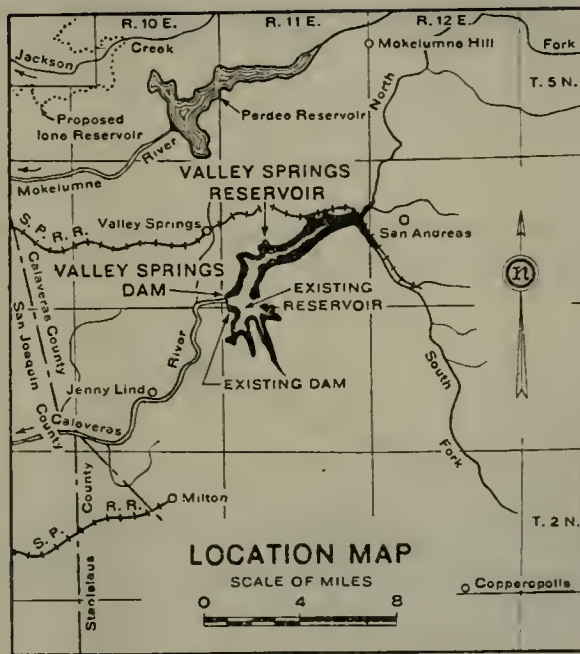 R. 10 E.
R. 11 E.
R. 12 E.
Jackson
Creek
Mokelumne Hill
Fork
T. 5 N.
North
Proposed
Ione Reservoir
Pardee Reservoir
River
Mokelumne
VALLEY SPRINGS
RESERVOIR
S. P. R. R.
Valley Springs
San Andreas
VALLEY SPRINGS
DAM
Calaveras County
San Joaquin
County
EXISTING
RESERVOIR
n
River
South
EXISTING DAM
Jenny Lind
Calaveras
Fork
County
Milton
S. P.
R. R.
T. 2 N.
LOCATION MAP
SCALE OF MILES
0 4 8
Stanislaus
Copperopolis